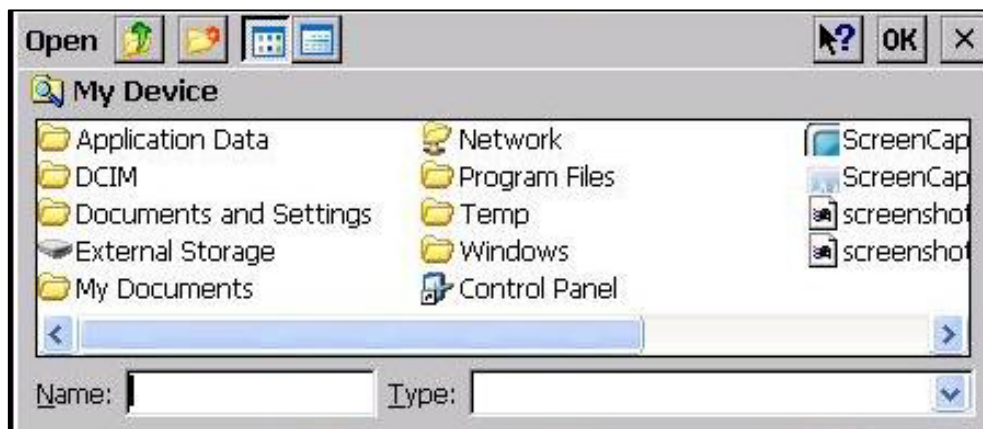 Open ? OK ×
My Device
Application Data Network ScreenCap
DCIM Program Files ScreenCap
Documents and Settings Temp screenshot
External Storage Windows screenshot
My Documents Control Panel
Name: Type: